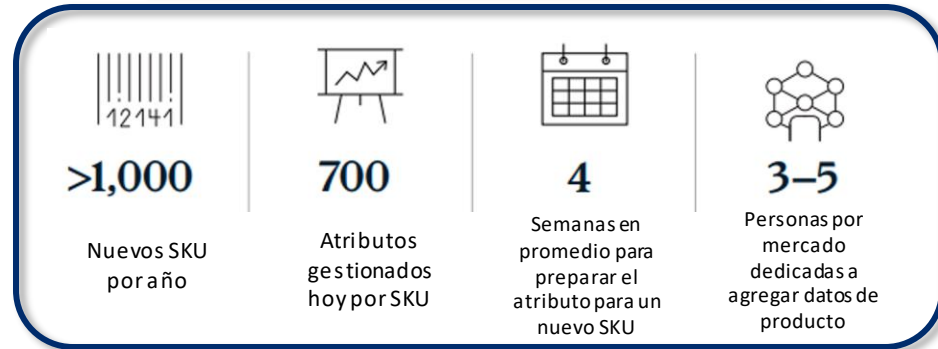 12141
>1,000
Nuevos SKU
por año
700
Atributos
gestionados
hoy por SKU
4
Semanas en
promedio para
preparar el
atributo para un
nuevo SKU
3–5
Personas por
mercado
dedicadas a
agregar datos de
producto